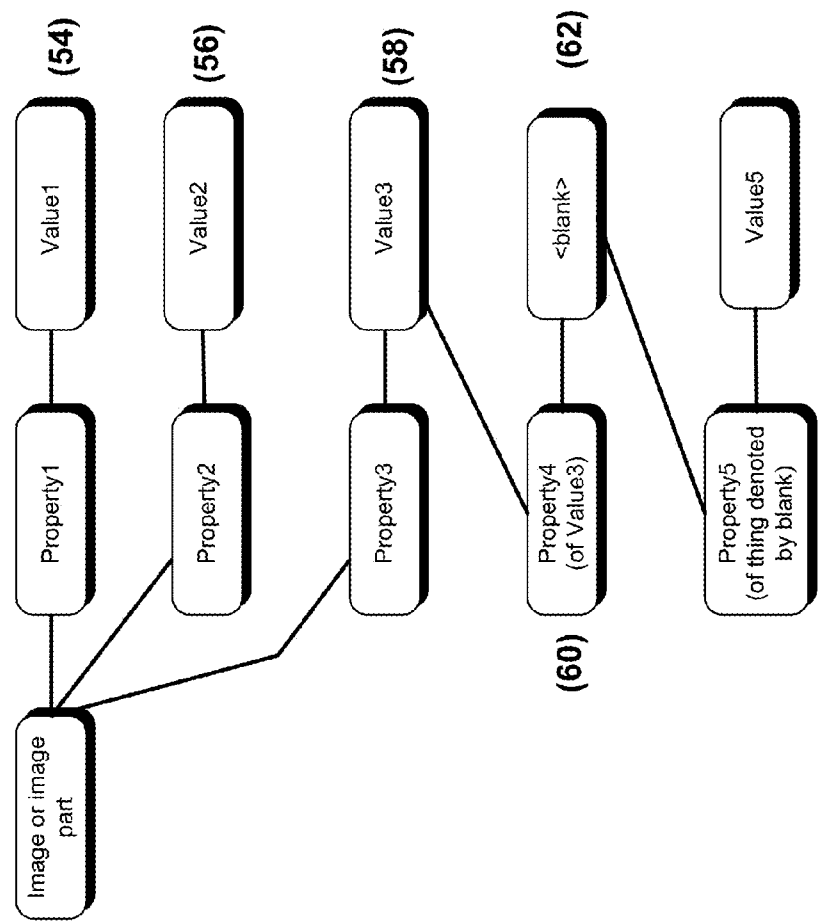 Image or image
part
Property1
Value1
(54)
Property2
Value2
(56)
Property3
Value3
(58)
(60)
Property4
(of Value3)
<blank>
(62)
Property5
(of thing denoted
by blank)
Value5